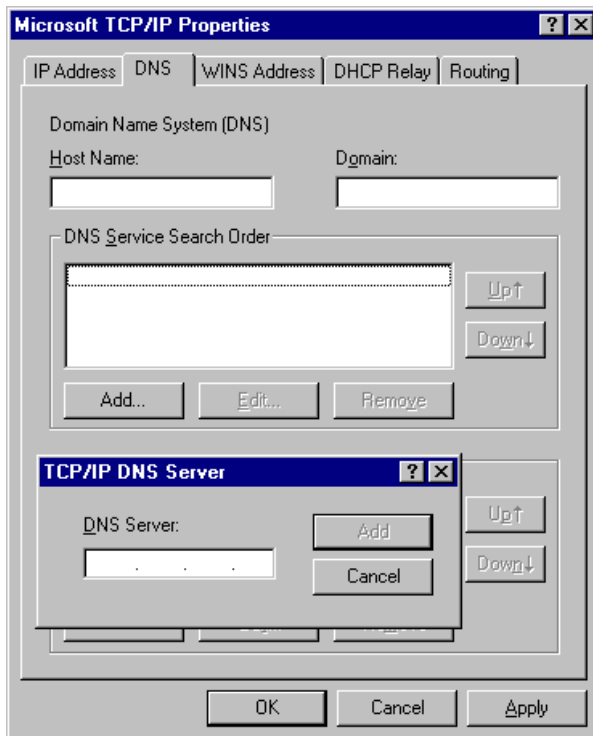 Microsoft TCP/IP Properties
IP Address DNS WINS Address DHCP Relay Routing
Domain Name System (DNS)
Host Name: Domain:
DNS Service Search Order
Up↑
Down↓
Add... Edit... Remove
TCP/IP DNS Server
DNS Server: Add
. . . Cancel
Up↑
Down↓
OK Cancel Apply